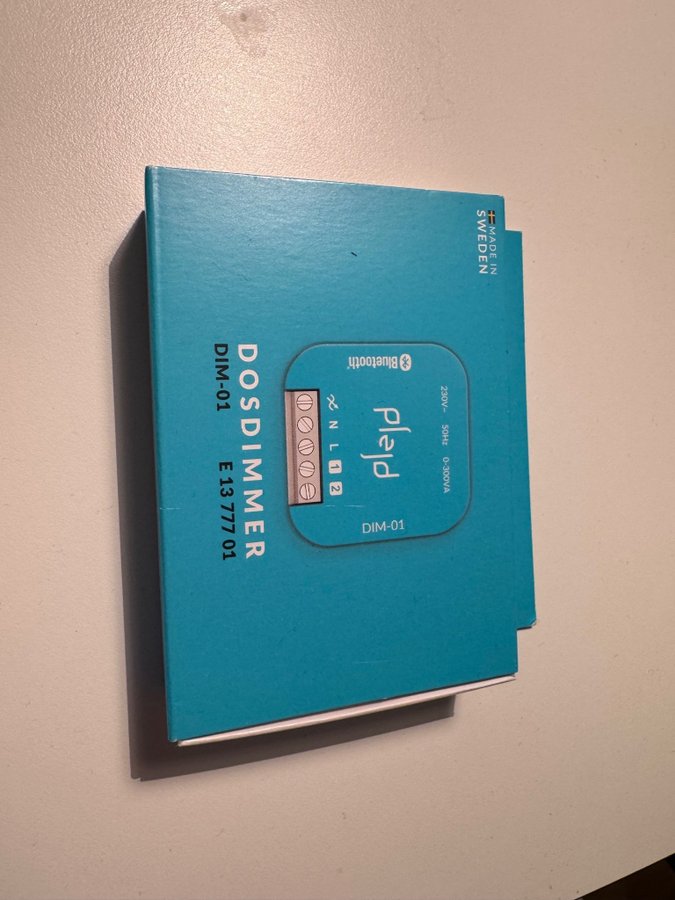 MADE IN
SWEDEN
230V~ 50Hz 0-300VA
Bluetooth®
plejd
DIM-01
N L 1 2
DOSDIMMER
DIM-01 E 13 777 01